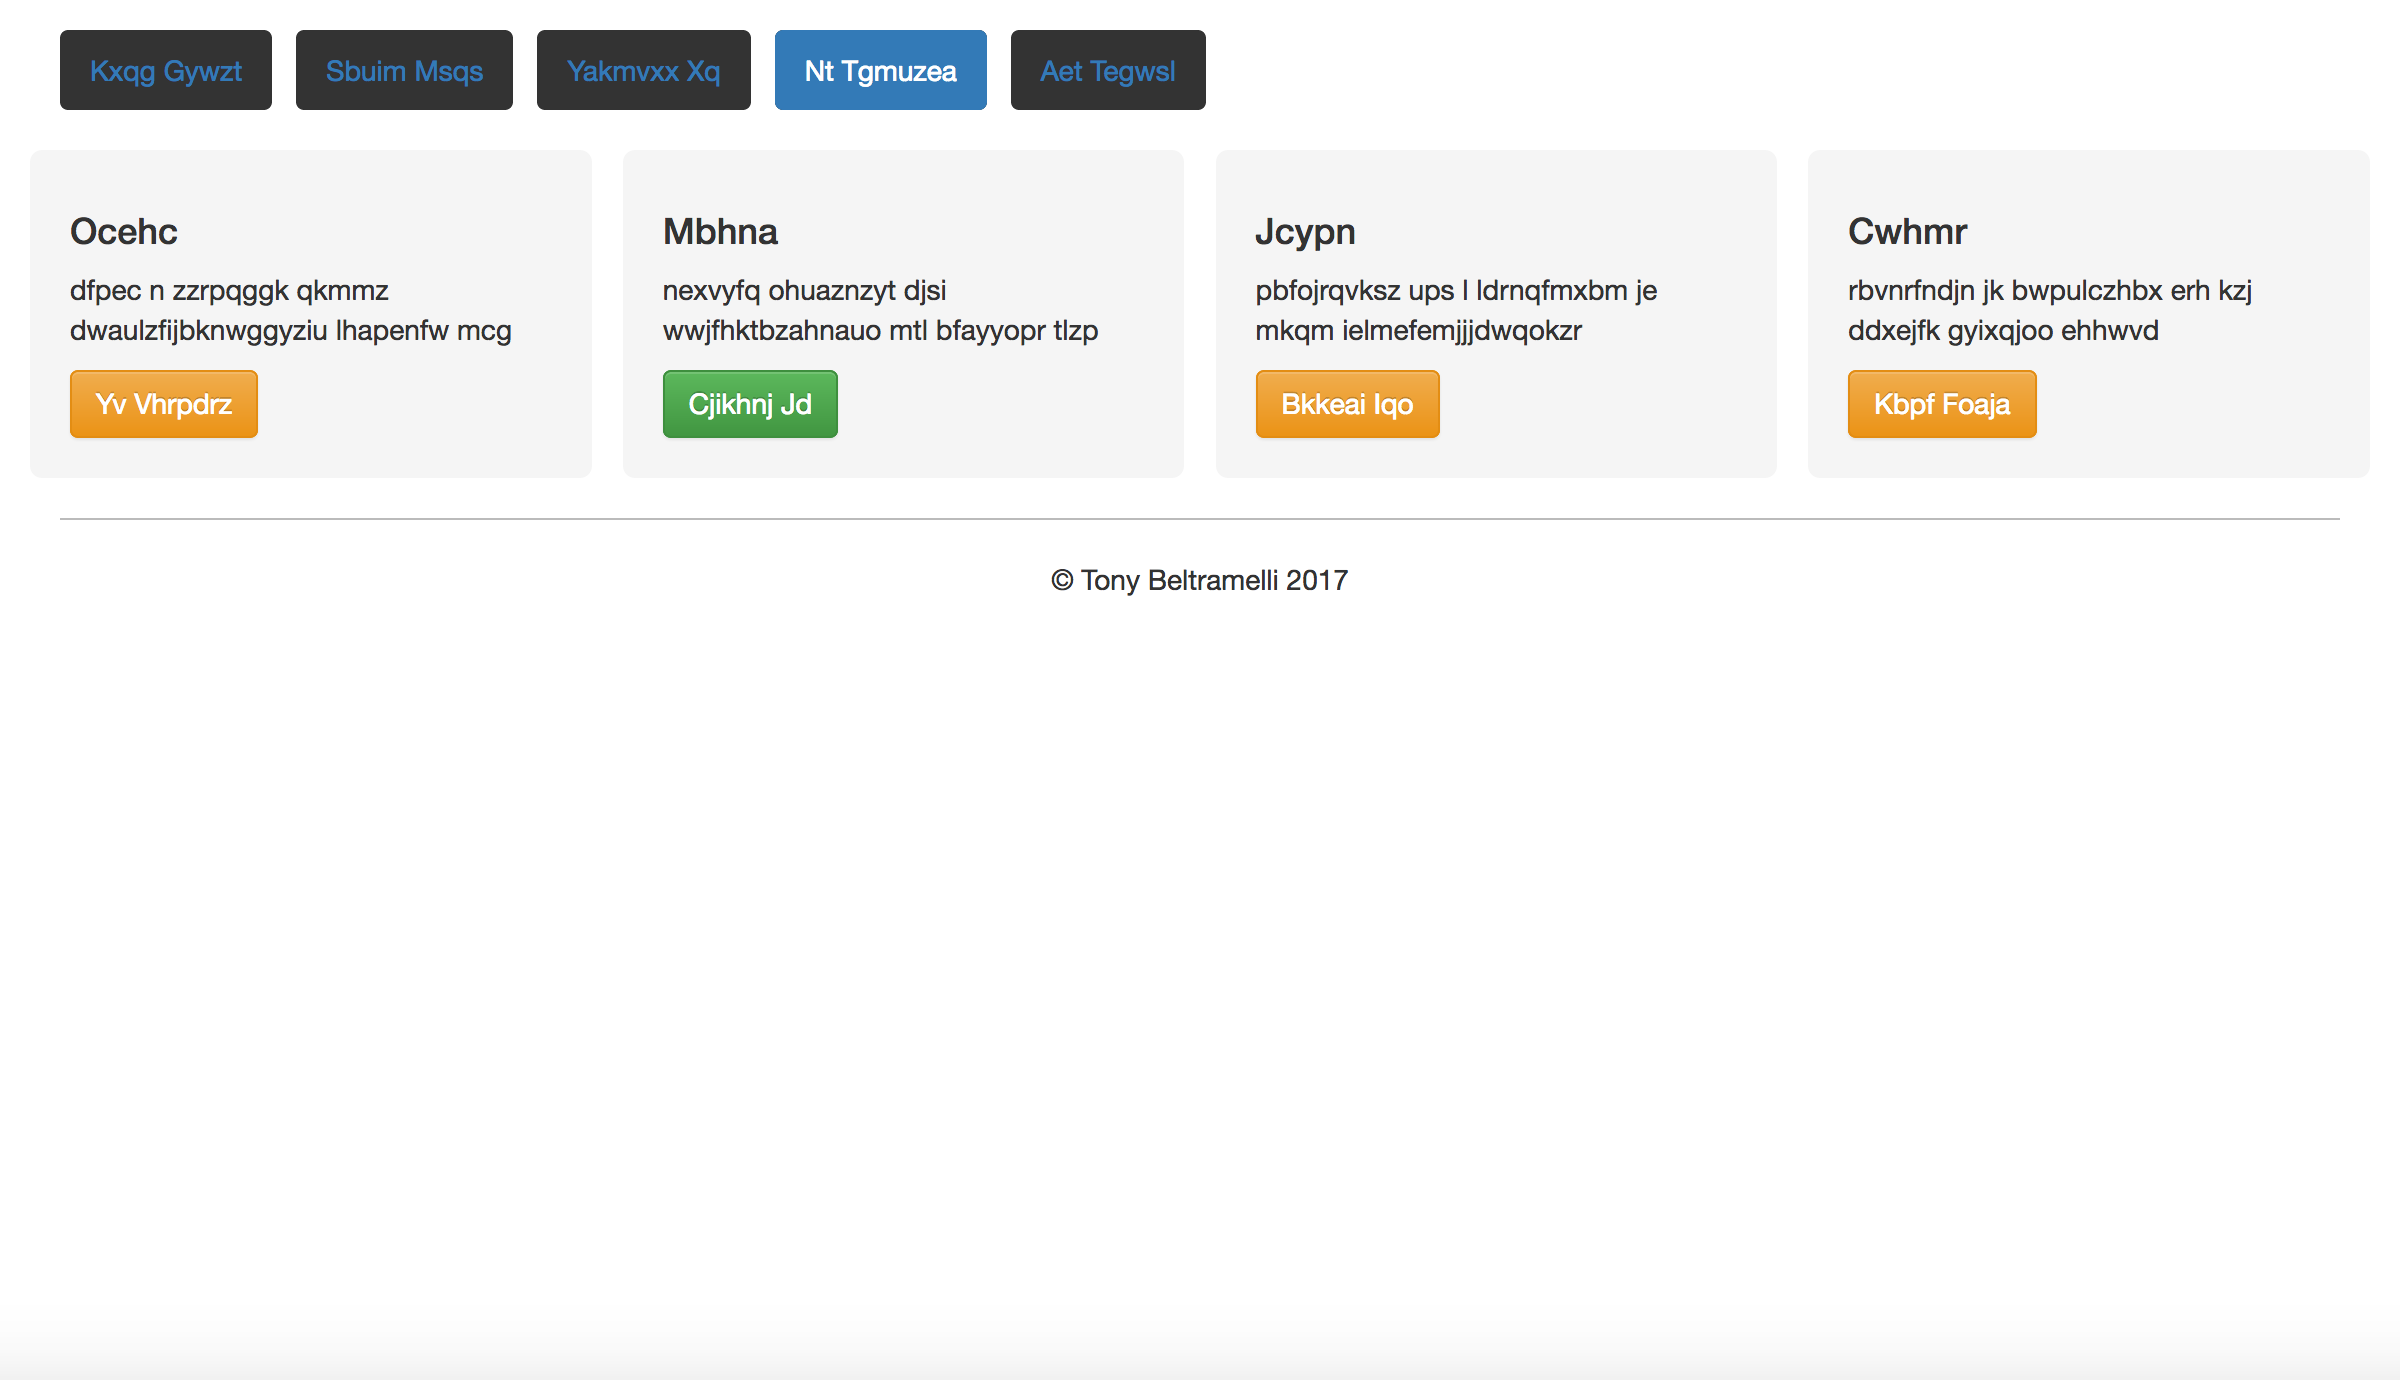 Kxqg Gywzt
Sbuim Msqs
Yakmvxx Xq
Nt Tgmuzea
Aet Tegwsl
Ocehc
dfpec n zzrpqggk qkmmz
dwaulzfijbknwggyziu lhapenfw mcg
Yv Vhrpdrz
Mbhna
nexvyfq ohuaznzyt djsi
wwjfhktbzahnauo mtl bfayyopr tlzp
Cjikhnj Jd
Jcypn
pbfojrqvksz ups l ldrnqfmxbm je
mkqm ielmefemjjjdwqokzr
Bkkeai Iqo
Cwhmr
rbvnrfndjn jk bwpulczhbx erh kzj
ddxejfk gyixqjoo ehhwvd
Kbpf Foaja
© Tony Beltramelli 2017